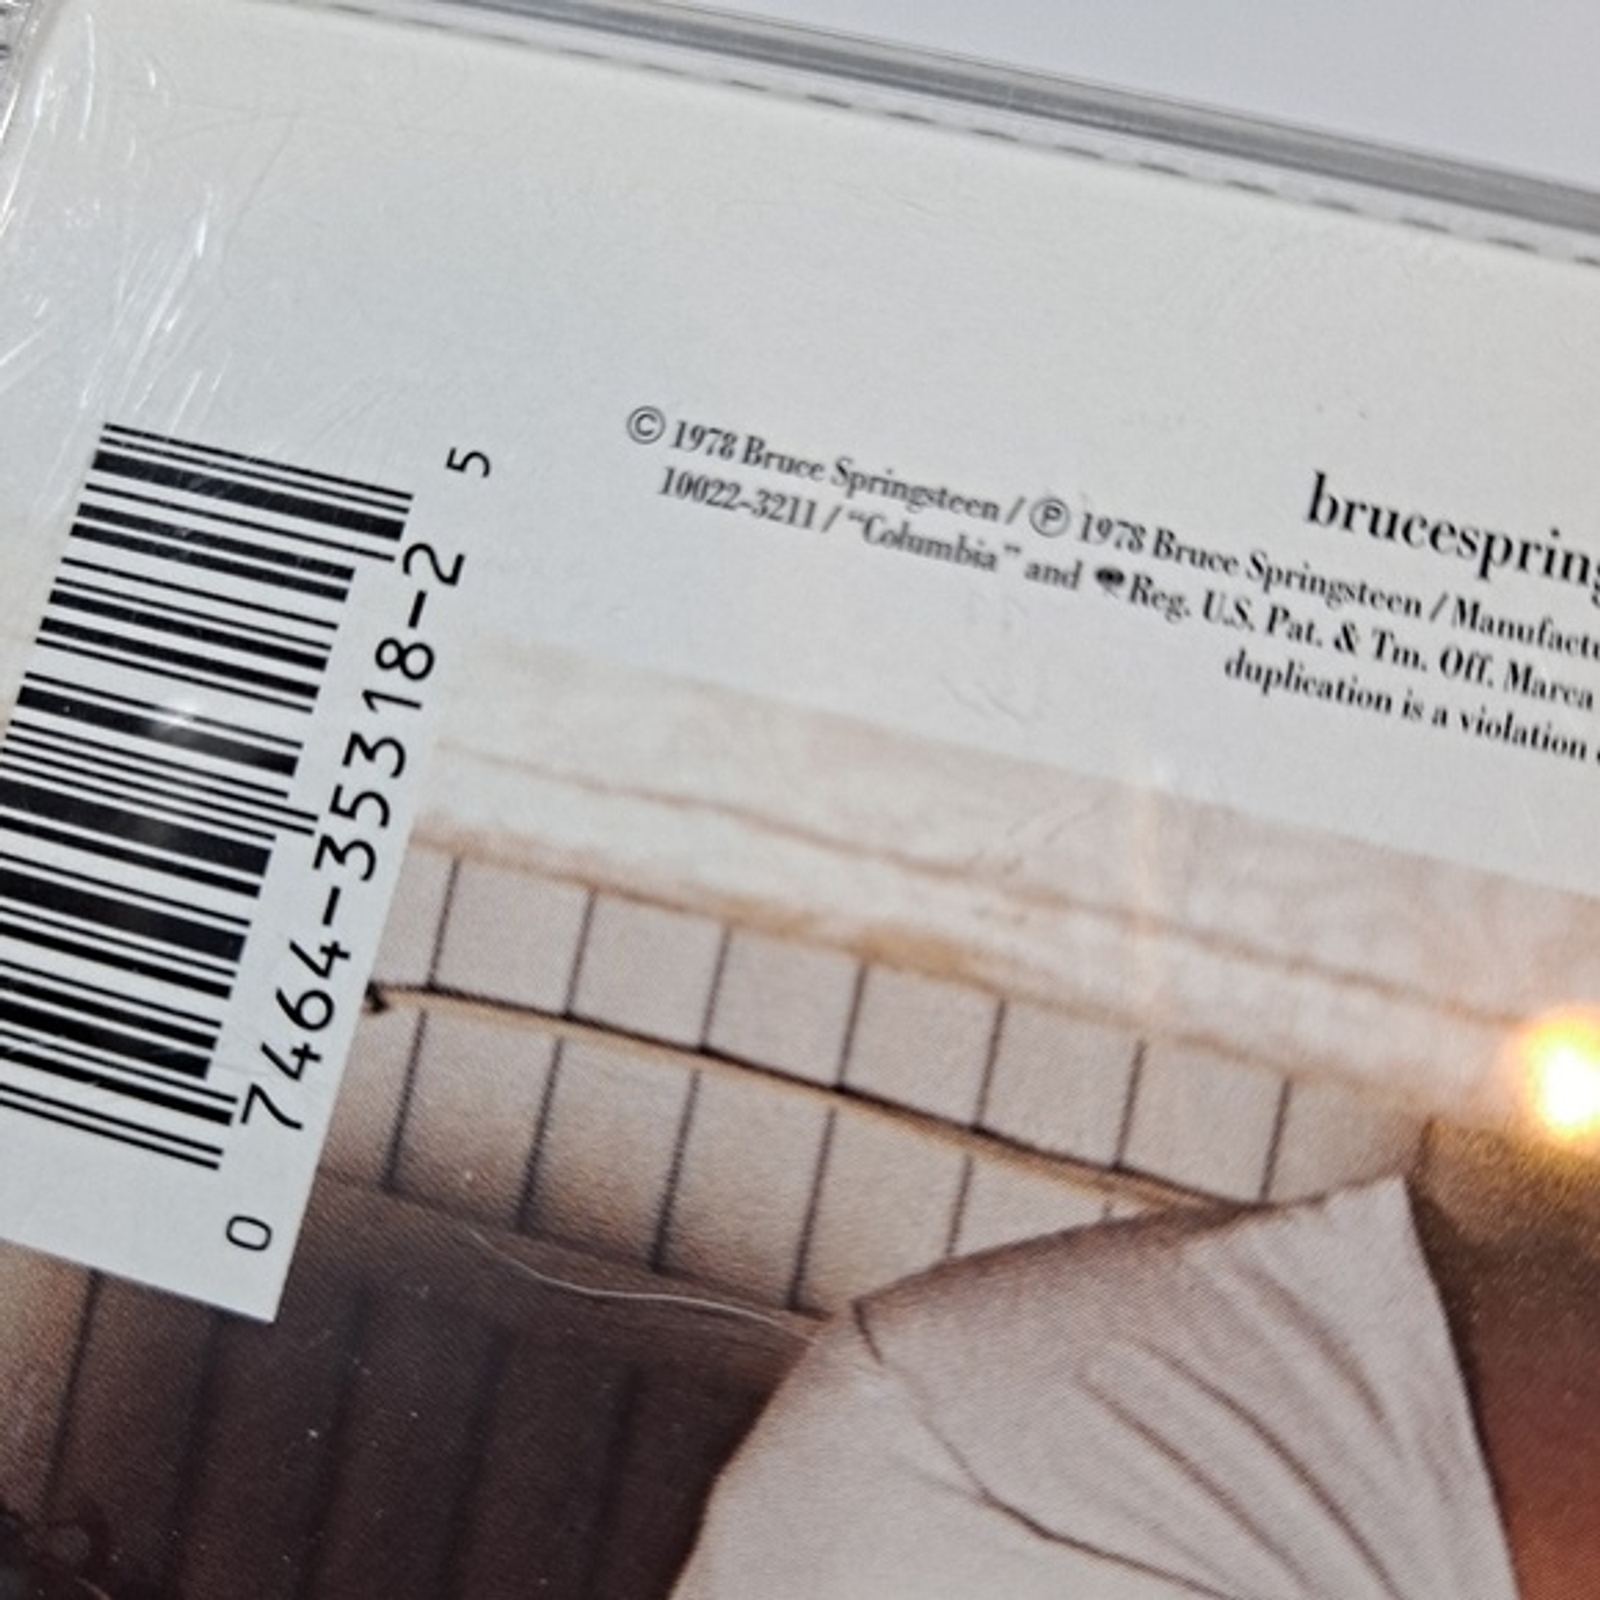 brucespring
© 1978 Bruce Springsteen / ℗ 1978 Bruce Springsteen / Manufactu
10022-3211 / “Columbia” and Reg. U.S. Pat. & Tm. Off. Marca
duplication is a violation
0 7464-35318-2 5